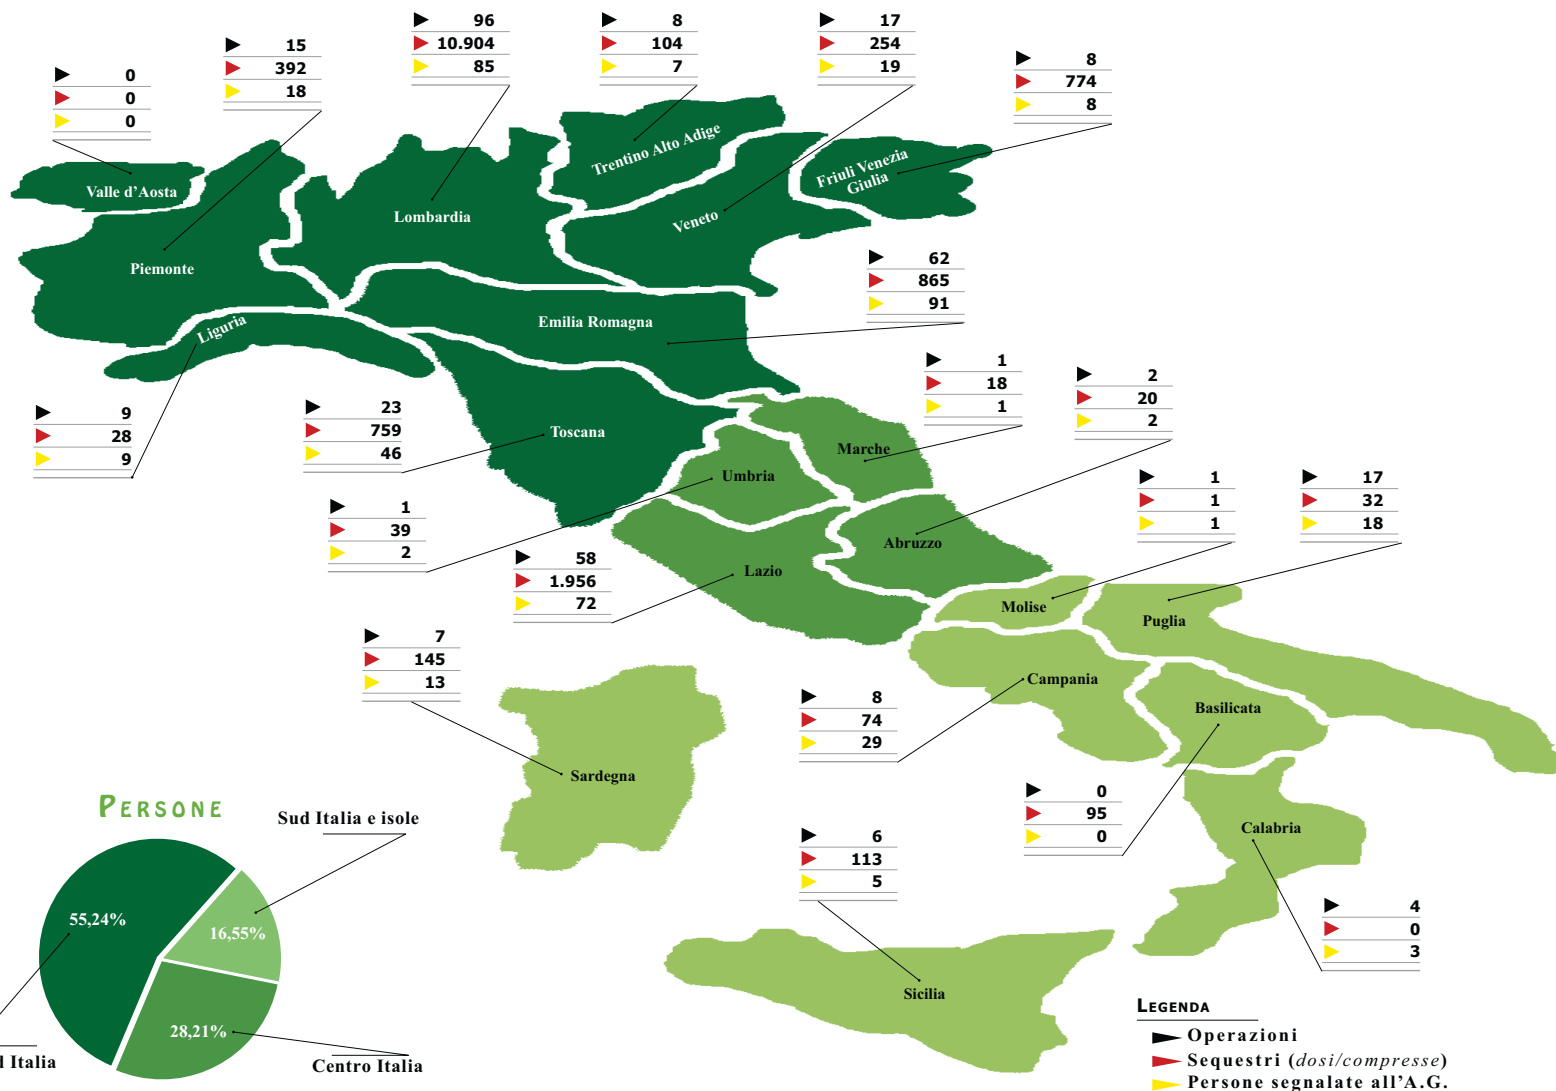 96
10.904
85
8
104
7
17
254
19
15
392
18
8
774
8
0
0
0
Trentino Alto Adige
Friuli Venezia
Giulia
Valle d'Aosta
Lombardia
Veneto
Piemonte
62
865
91
Liguria
Emilia Romagna
1
18
1
2
20
2
9
28
9
23
759
46
Toscana
Marche
Umbria
1
1
1
17
32
18
1
39
2
Abruzzo
58
1.956
72
Lazio
Molise
Puglia
7
145
13
Campania
8
74
29
Basilicata
Sardegna
0
95
0
PERSONE
Sud Italia e isole
Calabria
6
113
5
55,24%
16,55%
4
0
3
Sicilia
28,21%
d Italia
Centro Italia
LEGENDA
Operazioni
Sequestri (dosi/compresse)
Persone segnalate all'A.G.